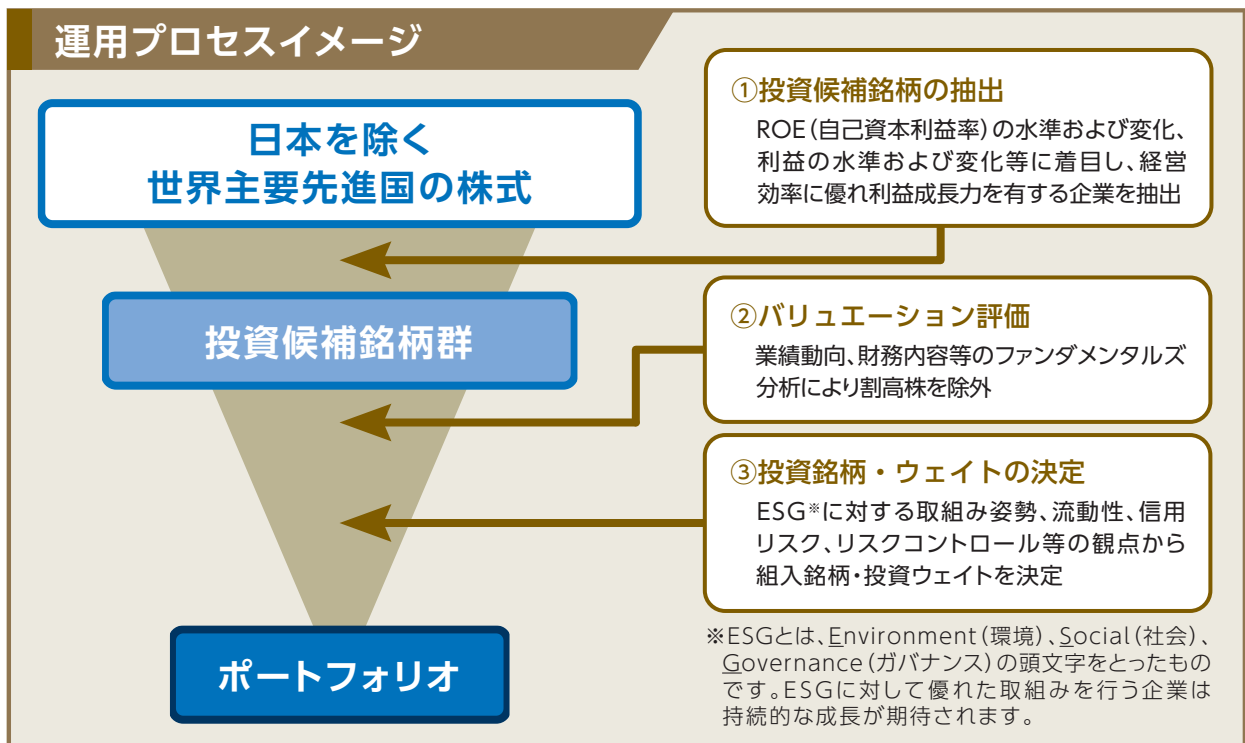 運用プロセスイメージ
日本を除く
世界主要先進国の株式
①投資候補銘柄の抽出
ROE(自己資本利益率)の水準および変化、
利益の水準および変化等に着目し、経営
効率に優れ利益成長力を有する企業を抽出
投資候補銘柄群
②バリュエーション評価
業績動向、財務内容等のファンダメンタルズ
分析により割高株を除外
③投資銘柄・ウェイトの決定
ESG※に対する取組み姿勢、流動性、信用
リスク、リスクコントロール等の観点から
組入銘柄・投資ウェイトを決定
ポートフォリオ
※ESGとは、Environment(環境)、Social(社会)、
Governance(ガバナンス)の頭文字をとったもの
です。ESGに対して優れた取組みを行う企業は
持続的な成長が期待されます。